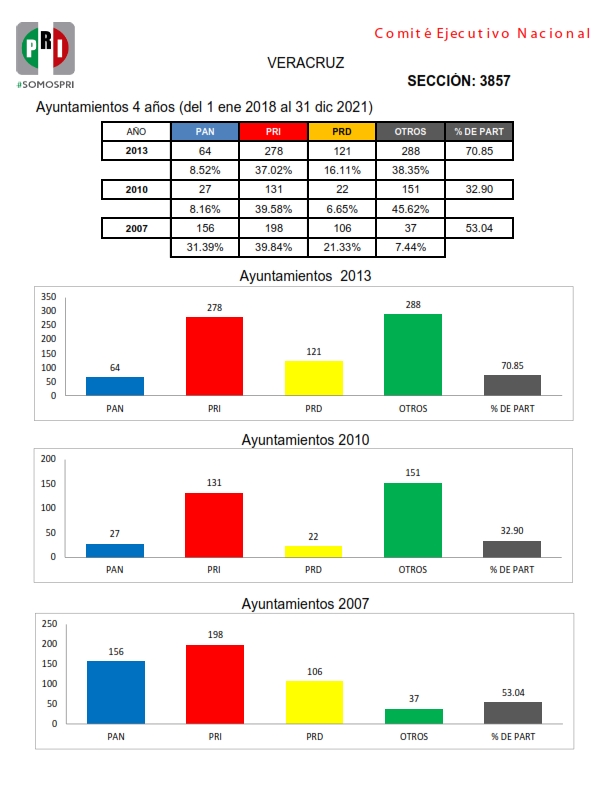 Comité Ejecutivo Nacional
PRI
#SOMOSPRI
VERACRUZ
SECCIÓN: 3857
Ayuntamientos 4 años (del 1 ene 2018 al 31 dic 2021)
AÑO PAN PRI PRD OTROS % DE PART
2013 64 278 121 288 70.85
8.52% 37.02% 16.11% 38.35%
2010 27 131 22 151 32.90
8.16% 39.58% 6.65% 45.62%
2007 156 198 106 37 53.04
31.39% 39.84% 21.33% 7.44%
Ayuntamientos 2013
350
300
250
200
150
100
50
0
64 278 121 288 70.85
PAN PRI PRD OTROS % DE PART
Ayuntamientos 2010
200
150
100
50
0
27 131 22 151 32.90
PAN PRI PRD OTROS % DE PART
Ayuntamientos 2007
250
200
150
100
50
0
156 198 106 37 53.04
PAN PRI PRD OTROS % DE PART